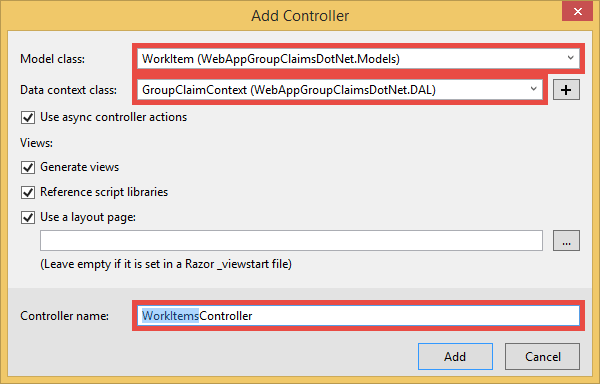 Add Controller
Model class: WorkItem (WebAppGroupClaimsDotNet.Models)
Data context class: GroupClaimContext (WebAppGroupClaimsDotNet.DAL) +
Use async controller actions
Views:
Generate views
Reference script libraries
Use a layout page:
...
(Leave empty if it is set in a Razor _viewstart file)
Controller name: WorkItemsController
Add Cancel